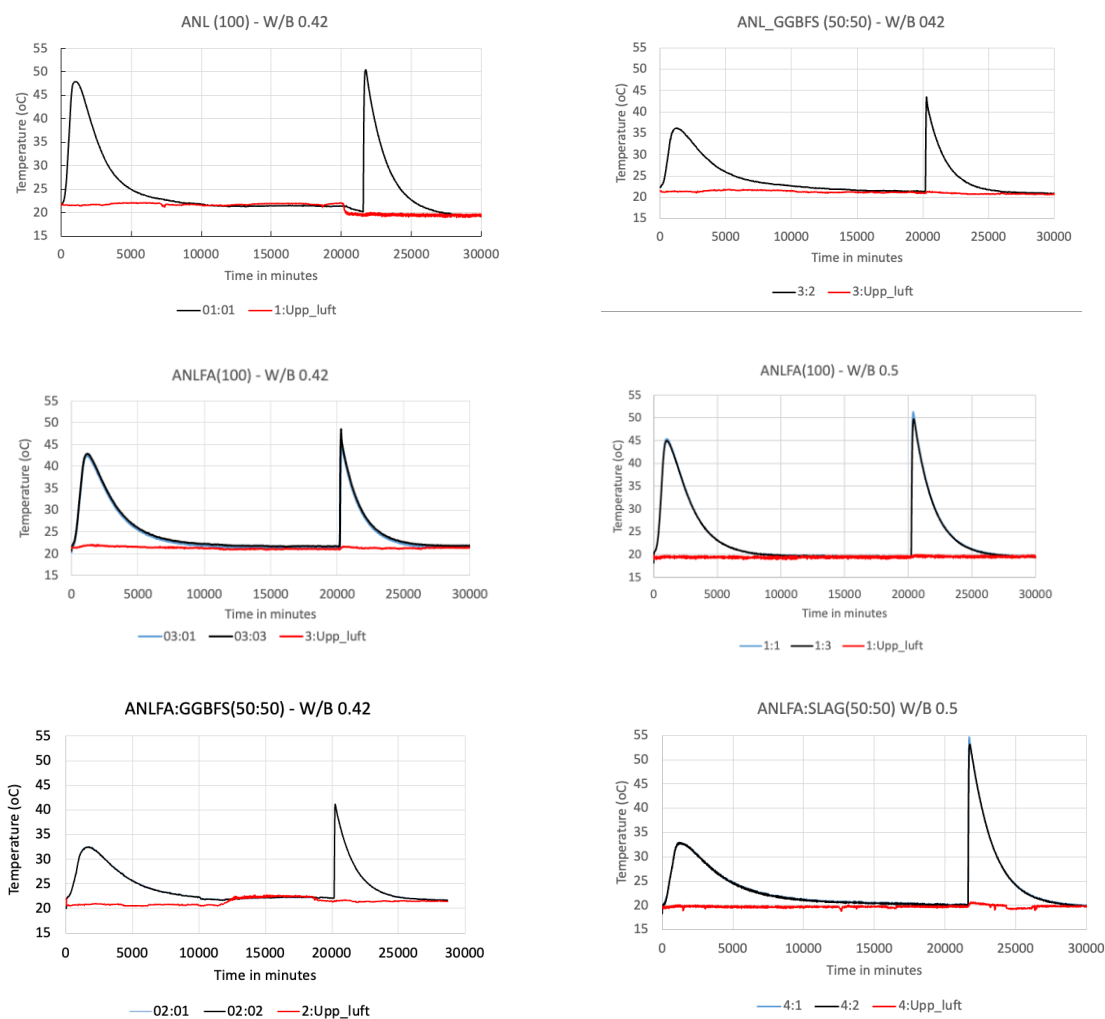 ANL (100) - W/B 0.42
55
50
45
40
35
30
25
20
15
Temperature (oC)
0 5000 10000 15000 20000 25000 30000
Time in minutes
01:01 1:Upp_luft
ANL_GGBFS (50:50) - W/B 042
55
50
45
40
35
30
25
20
15
Temperature (oC)
0 5000 10000 15000 20000 25000 30000
Time in minutes
3:2 3:Upp_luft
ANLFA(100) - W/B 0.42
55
50
45
40
35
30
25
20
15
Temperature (oC)
0 5000 10000 15000 20000 25000 30000
Time in minutes
03:01 03:03 3:Upp_luft
ANLFA(100) - W/B 0.5
55
50
45
40
35
30
25
20
15
Temperature (oC)
0 5000 10000 15000 20000 25000 30000
Time in minutes
1:1 1:3 1:Upp_luft
ANLFA:GGBFS(50:50) - W/B 0.42
55
50
45
40
35
30
25
20
15
Temperature (oC)
0 5000 10000 15000 20000 25000 30000
Time in minutes
02:01 02:02 2:Upp_luft
ANLFA:SLAG(50:50) W/B 0.5
55
50
45
40
35
30
25
20
15
Temperature (oC)
0 5000 10000 15000 20000 25000 30000
Time in minutes
4:1 4:2 4:Upp_luft